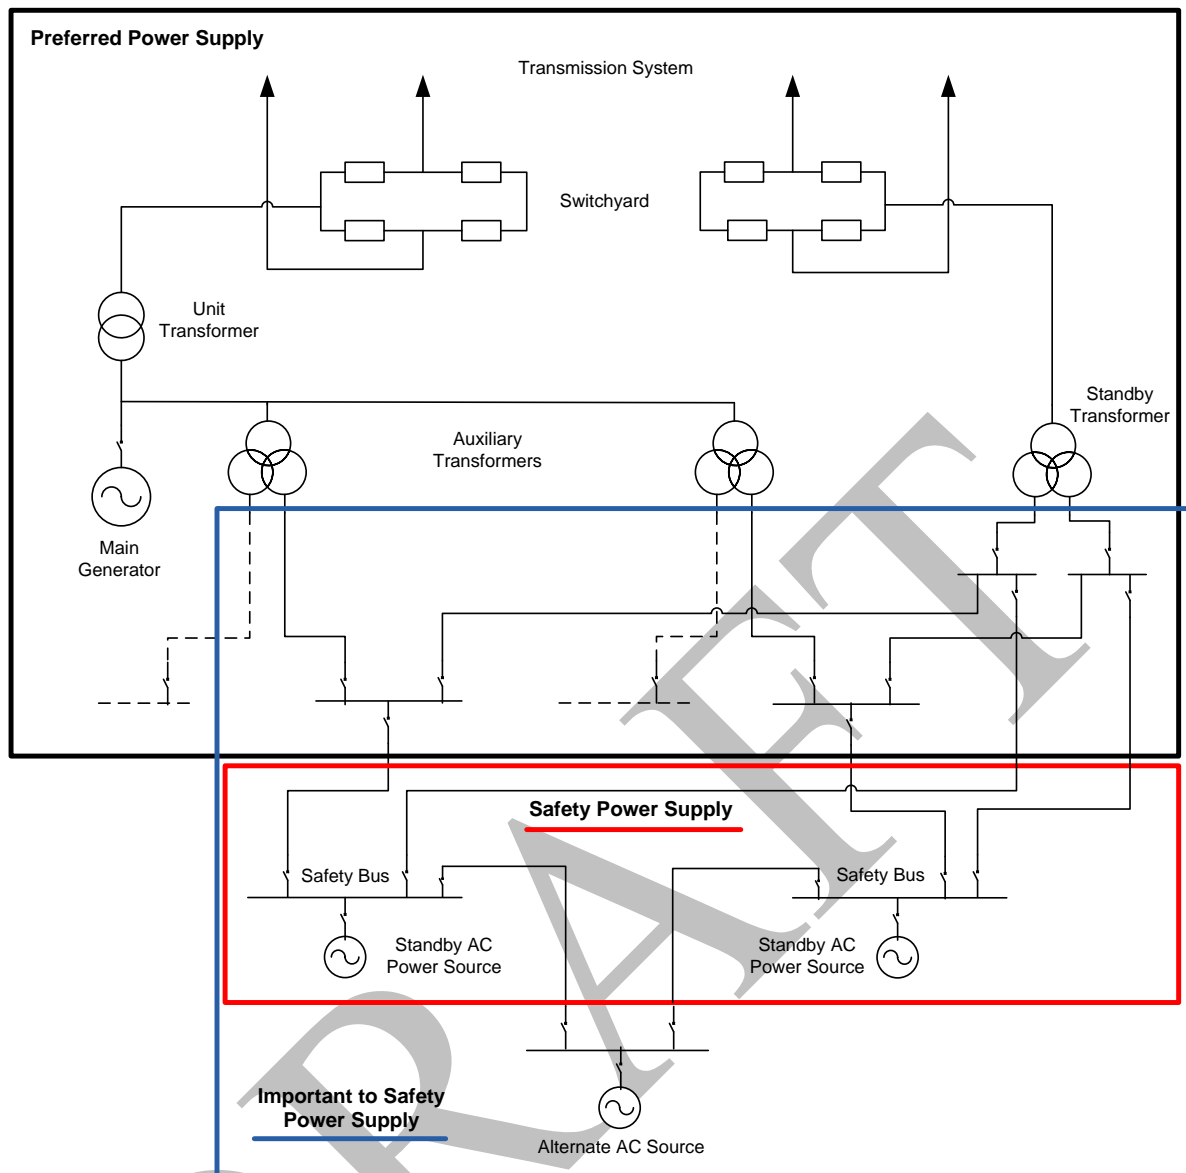 Preferred Power Supply
Transmission System
Switchyard
Unit
Transformer
Standby
Transformer
Auxiliary
Transformers
Main
Generator
Safety Power Supply
Safety Bus
Safety Bus
Standby AC
Power Source
Standby AC
Power Source
Important to Safety
Power Supply
Alternate AC Source
DRAFT